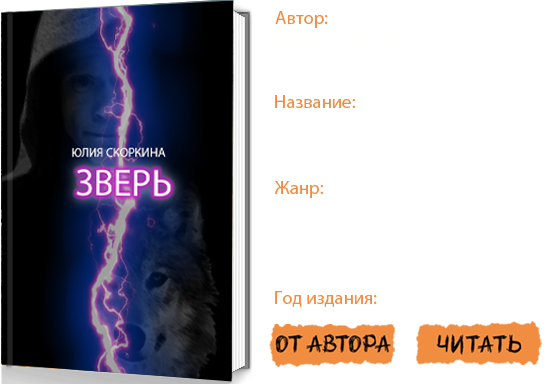 ЮЛИЯ СКОРКИНА
ЗВЕРЬ
Автор:
Название:
Жанр:
Год издания:
ОТ АВТОРА
ЧИТАТЬ